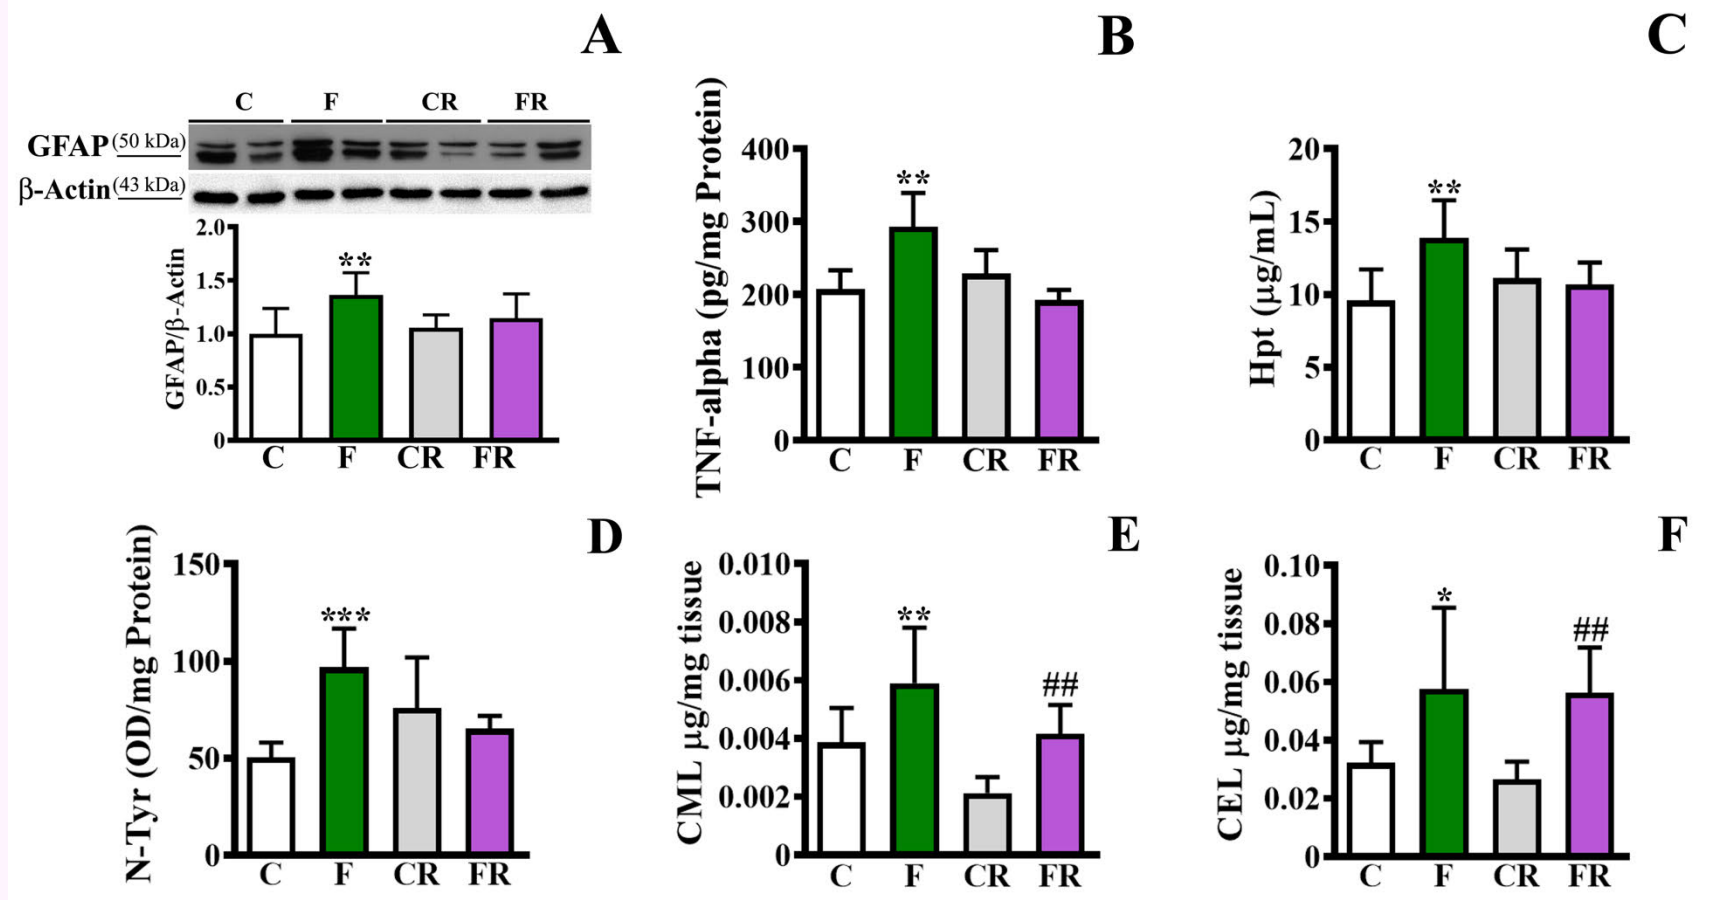 A
C F CR FR
GFAP (50 kDa)
β-Actin (43 kDa)
GFAP/β-Actin
2.0
1.5
1.0
0.5
0
**
C F CR FR
B
TNF-alpha (pg/mg Protein)
400
300
200
100
0
**
C F CR FR
C
Hpt (μg/mL)
20
15
10
5
0
**
C F CR FR
D
N-Tyr (OD/mg Protein)
150
100
50
0
***
C F CR FR
E
CML μg/mg tissue
0.010
0.008
0.006
0.004
0.002
0
**
##
C F CR FR
F
CEL μg/mg tissue
0.10
0.08
0.06
0.04
0.02
0
*
##
C F CR FR